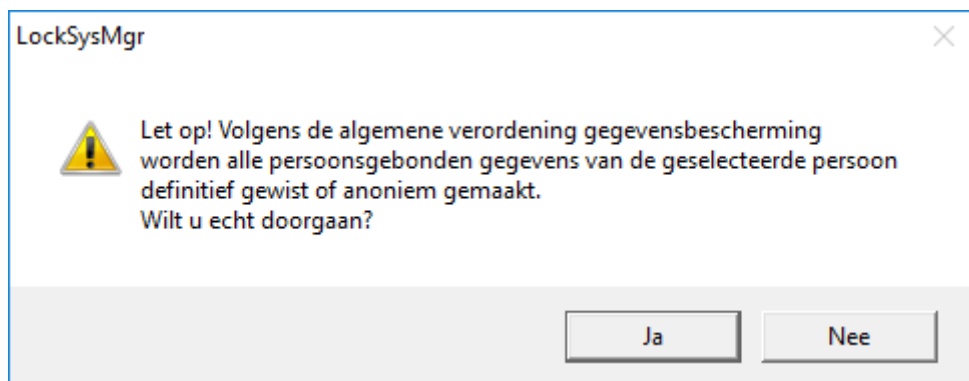 LockSysMgr
Let op! Volgens de algemene verordening gegevensbescherming
worden alle persoonsgebonden gegevens van de geselecteerde persoon
definitief gewist of anoniem gemaakt.
Wilt u echt doorgaan?
Ja
Nee